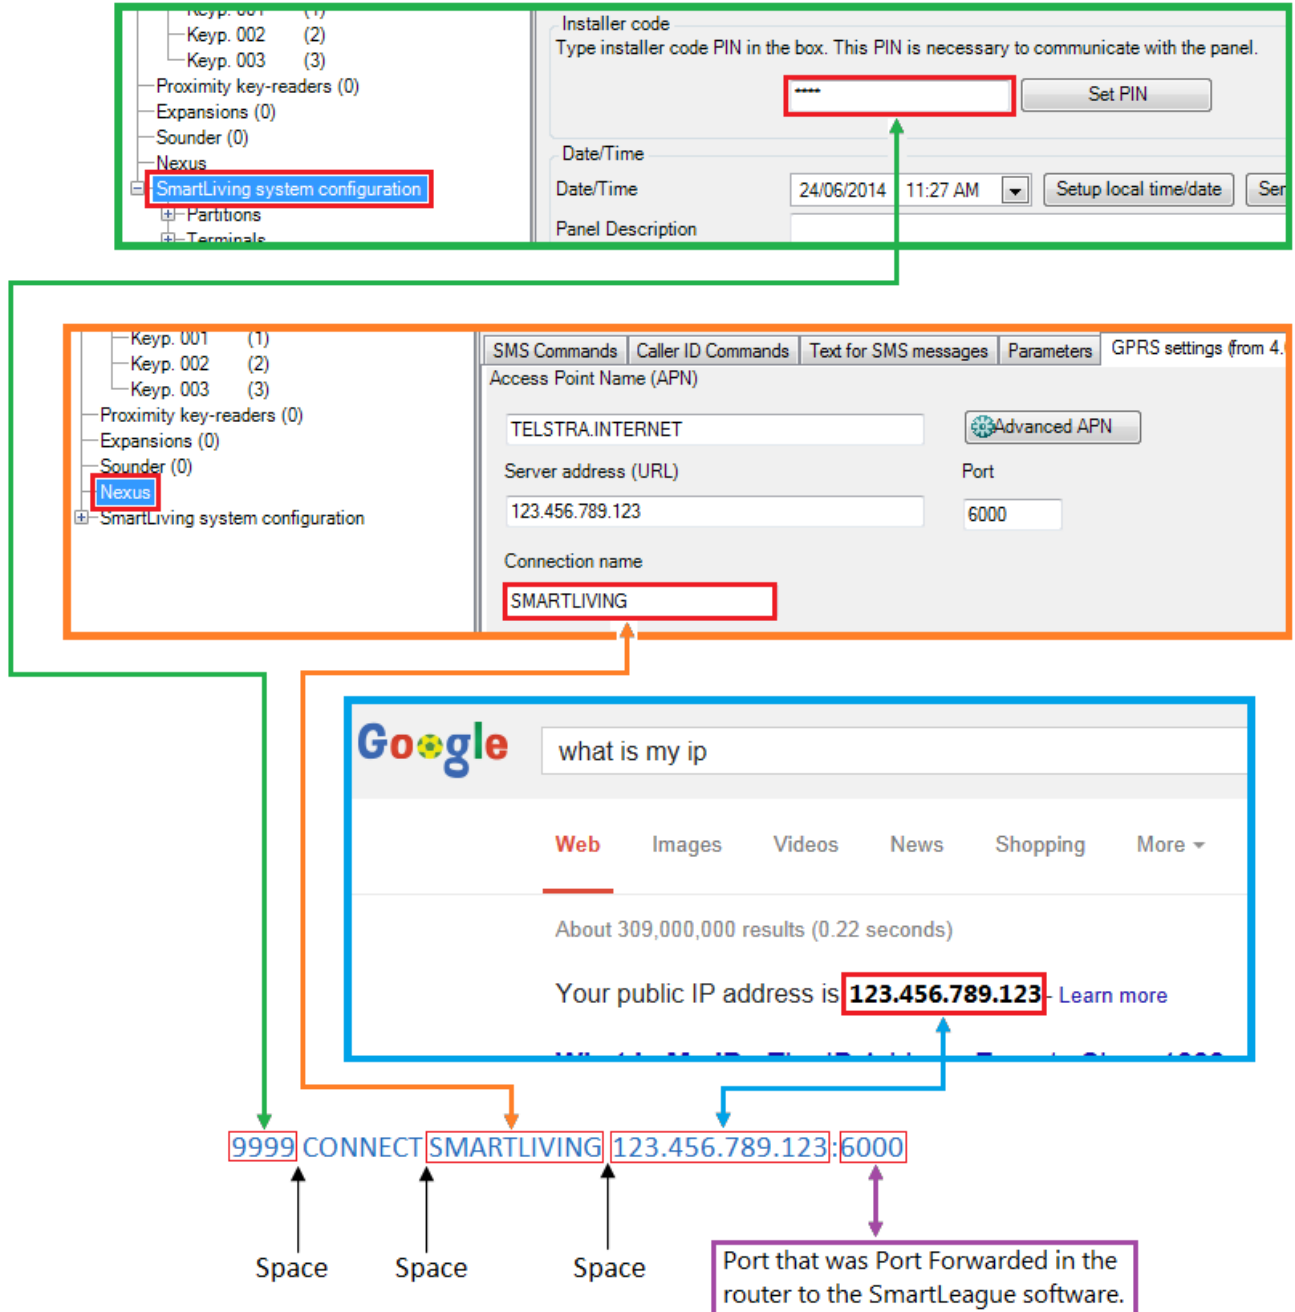 Keyp. 001 (1)
Keyp. 002 (2)
Keyp. 003 (3)
Proximity key-readers (0)
Expansions (0)
Sounder (0)
Nexus
SmartLiving system configuration
Partitions
Terminals
Installer code
Type installer code PIN in the box. This PIN is necessary to communicate with the panel.
**** Set PIN
Date/Time
Date/Time 24/06/2014 11:27 AM Setup local time/date
Panel Description
Keyp. 001 (1)
Keyp. 002 (2)
Keyp. 003 (3)
Proximity key-readers (0)
Expansions (0)
Sounder (0)
Nexus
SmartLiving system configuration
SMS Commands Caller ID Commands Text for SMS messages Parameters GPRS settings (from 4.
Access Point Name (APN)
TELSTRA.INTERNET Advanced APN
Server address (URL) Port
123.456.789.123 6000
Connection name
SMARTLIVING
Google what is my ip
Web Images Videos News Shopping More
About 309,000,000 results (0.22 seconds)
Your public IP address is 123.456.789.123 - Learn more
9999 CONNECT SMARTLIVING 123.456.789.123:6000
Space Space Space
Port that was Port Forwarded in the
router to the SmartLeague software.